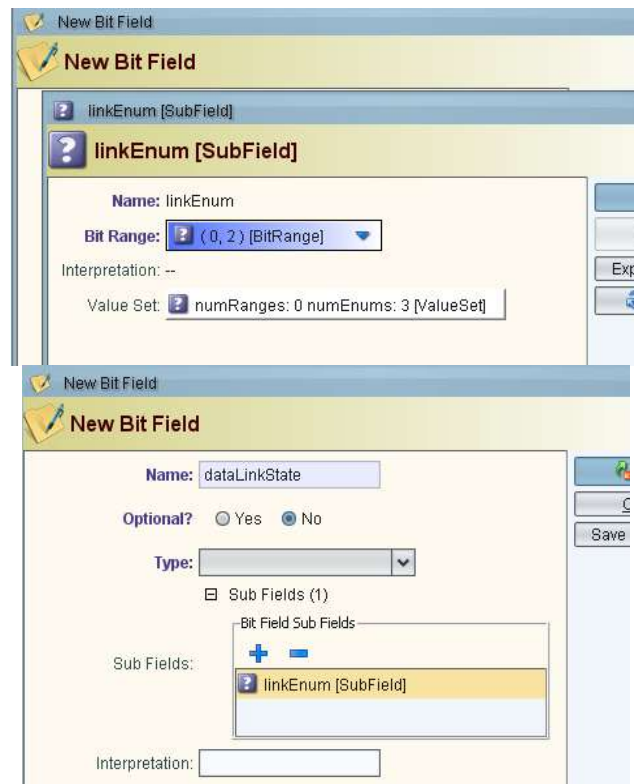 New Bit Field
New Bit Field
linkEnum [SubField]
linkEnum [SubField]
Name: linkEnum
Bit Range: ( 0, 2 ) [BitRange]
Interpretation: --
Exp
Value Set: numRanges: 0 numEnums: 3 [ValueSet]
New Bit Field
New Bit Field
Name: dataLinkState
Optional? Yes No
Save
Type:
Sub Fields (1)
Bit Field Sub Fields
Sub Fields:
linkEnum [SubField]
Interpretation: